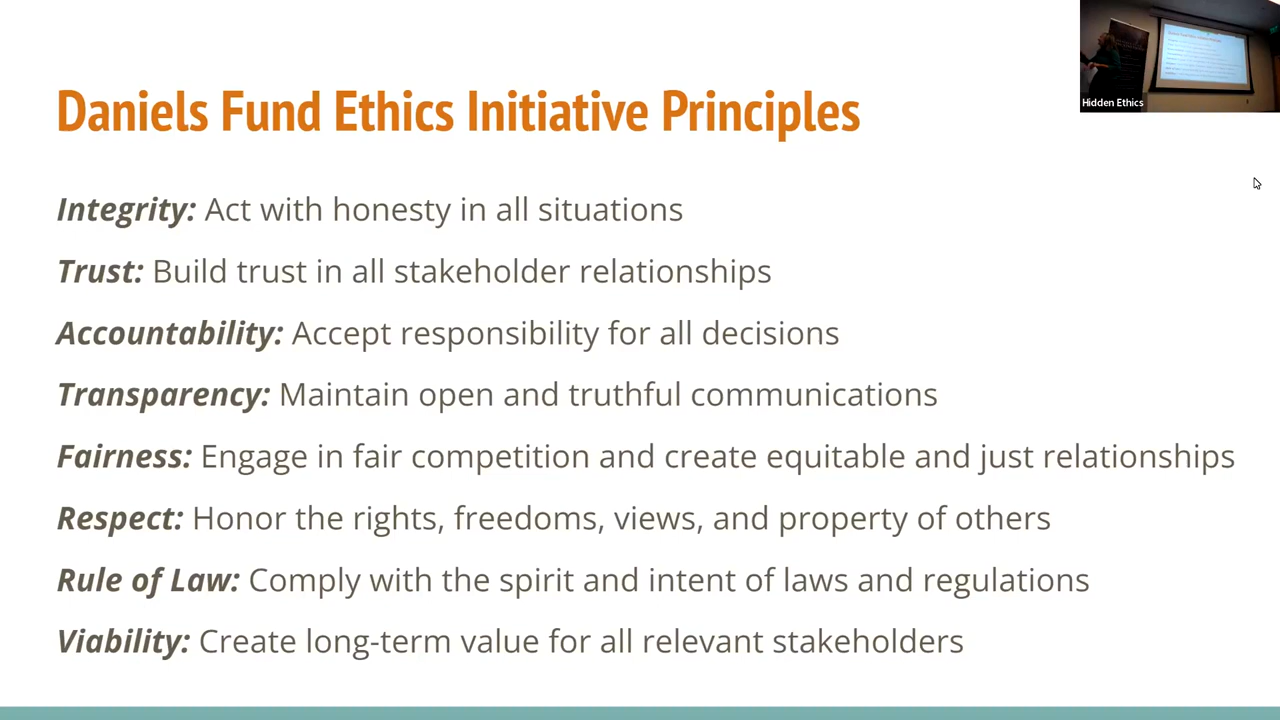 Daniels Fund Ethics Initiative Principles
Hidden Ethics
Integrity: Act with honesty in all situations
Trust: Build trust in all stakeholder relationships
Accountability: Accept responsibility for all decisions
Transparency: Maintain open and truthful communications
Fairness: Engage in fair competition and create equitable and just relationships
Respect: Honor the rights, freedoms, views, and property of others
Rule of Law: Comply with the spirit and intent of laws and regulations
Viability: Create long-term value for all relevant stakeholders